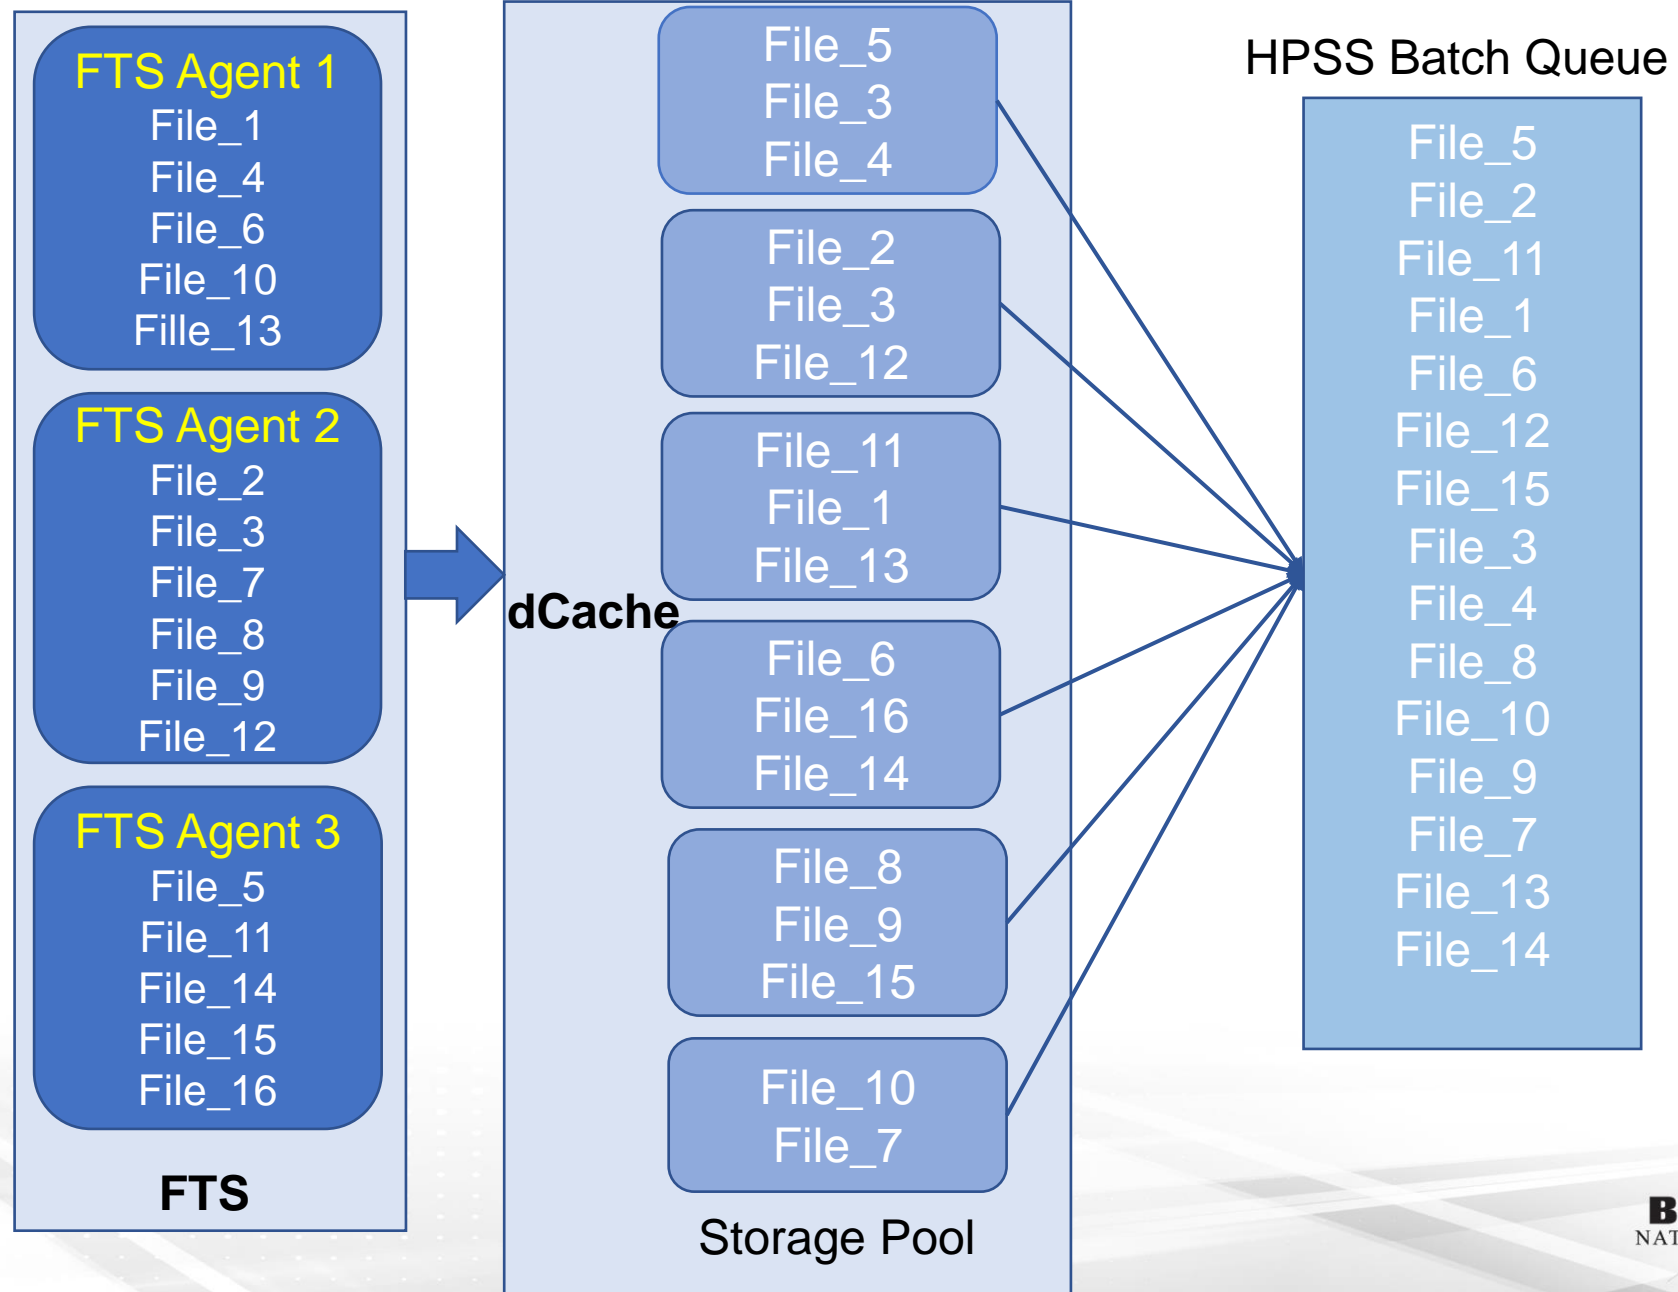 FTS Agent 1
File_1
File_4
File_6
File_10
Fille_13
FTS Agent 2
File_2
File_3
File_7
File_8
File_9
File_12
FTS Agent 3
File_5
File_11
File_14
File_15
File_16
FTS
dCache
File_5
File_3
File_4
File_2
File_3
File_12
File_11
File_1
File_13
File_6
File_16
File_14
File_8
File_9
File_15
File_10
File_7
Storage Pool
HPSS Batch Queue
File_5
File_2
File_11
File_1
File_6
File_12
File_15
File_3
File_4
File_8
File_10
File_9
File_7
File_13
File_14